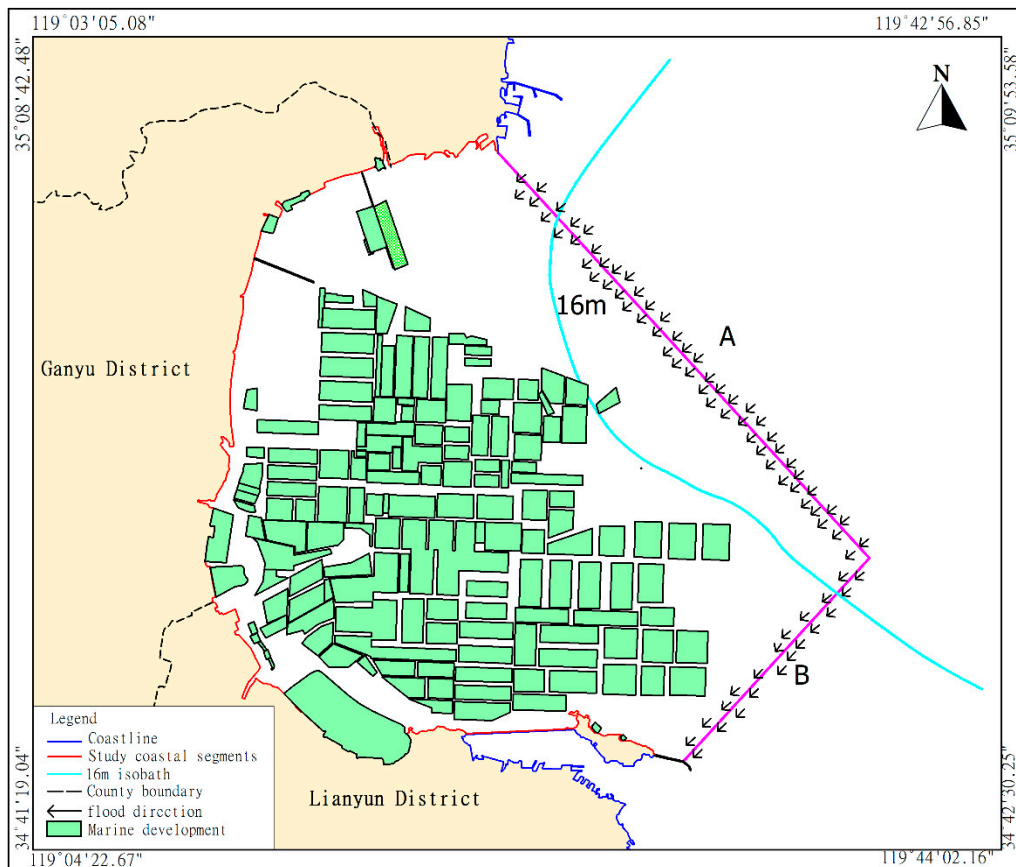 119°03′05.08″
119°42′56.85″
35°08′42.48″
35°09′53.58″
N
16m
A
Ganyu District
B
Legend
Coastline
Study coastal segments
16m isobath
County boundary
flood direction
Marine development
Lianyun District
34°41′19.04″
34°42′30.25″
119°04′22.67″
119°44′02.16″